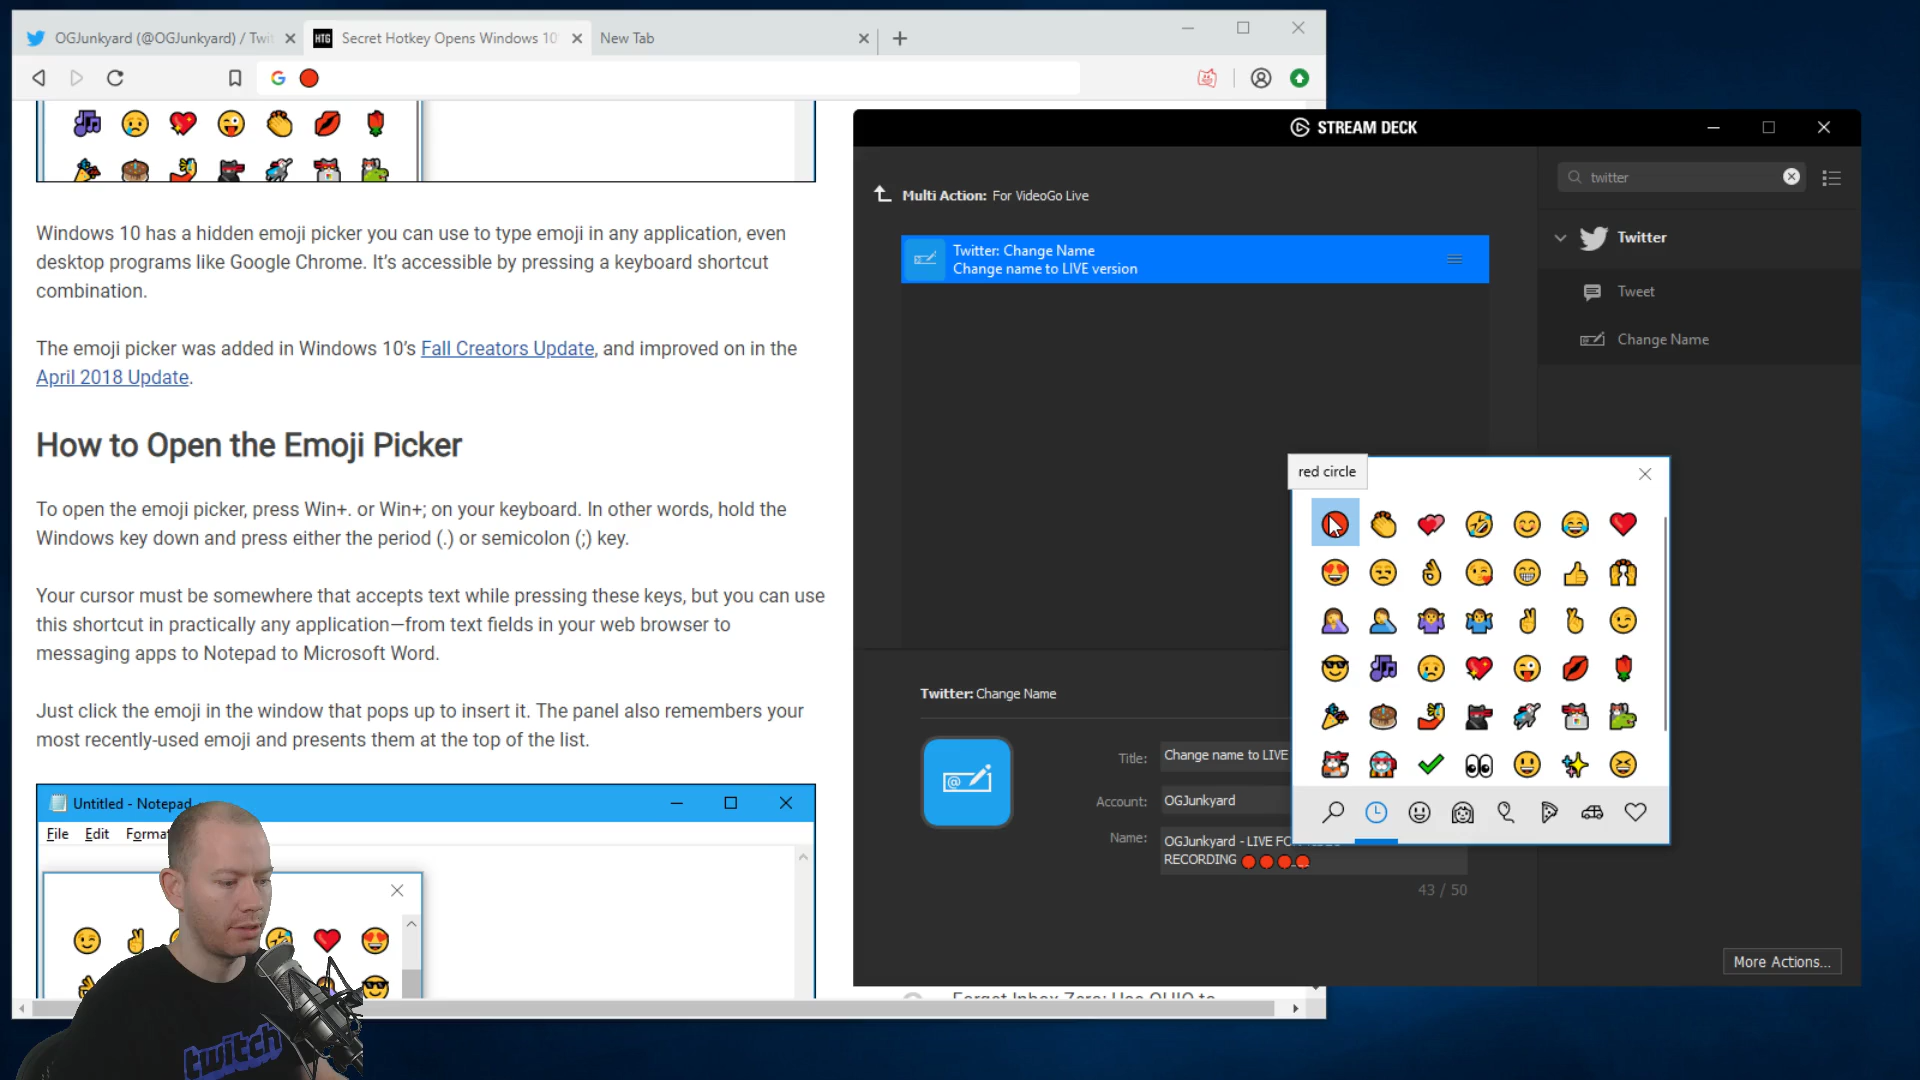 OGJunkyard (@OGJunkyard) / Twit
HTG
Secret Hotkey Opens Windows 10'
New Tab
Windows 10 has a hidden emoji picker you can use to type emoji in any application, even
desktop programs like Google Chrome. It's accessible by pressing a keyboard shortcut
combination.
The emoji picker was added in Windows 10's Fall Creators Update, and improved on in the
April 2018 Update.
How to Open the Emoji Picker
To open the emoji picker, press Win+. or Win+; on your keyboard. In other words, hold the
Windows key down and press either the period (.) or semicolon (;) key.
Your cursor must be somewhere that accepts text while pressing these keys, but you can use
this shortcut in practically any application—from text fields in your web browser to
messaging apps to Notepad to Microsoft Word.
Just click the emoji in the window that pops up to insert it. The panel also remembers your
most recently-used emoji and presents them at the top of the list.
Untitled - Notepad
File Edit Format
twitch
STREAM DECK
Multi Action: For VideoGo Live
Twitter: Change Name
Change name to LIVE version
twitter
Twitter
Tweet
Change Name
red circle
Twitter: Change Name
Title: Change name to LIVE
Account: OGJunkyard
Name: OGJunkyard - LIVE FO
RECORDING 🔴🔴🔴🔴
43 / 50
More Actions...